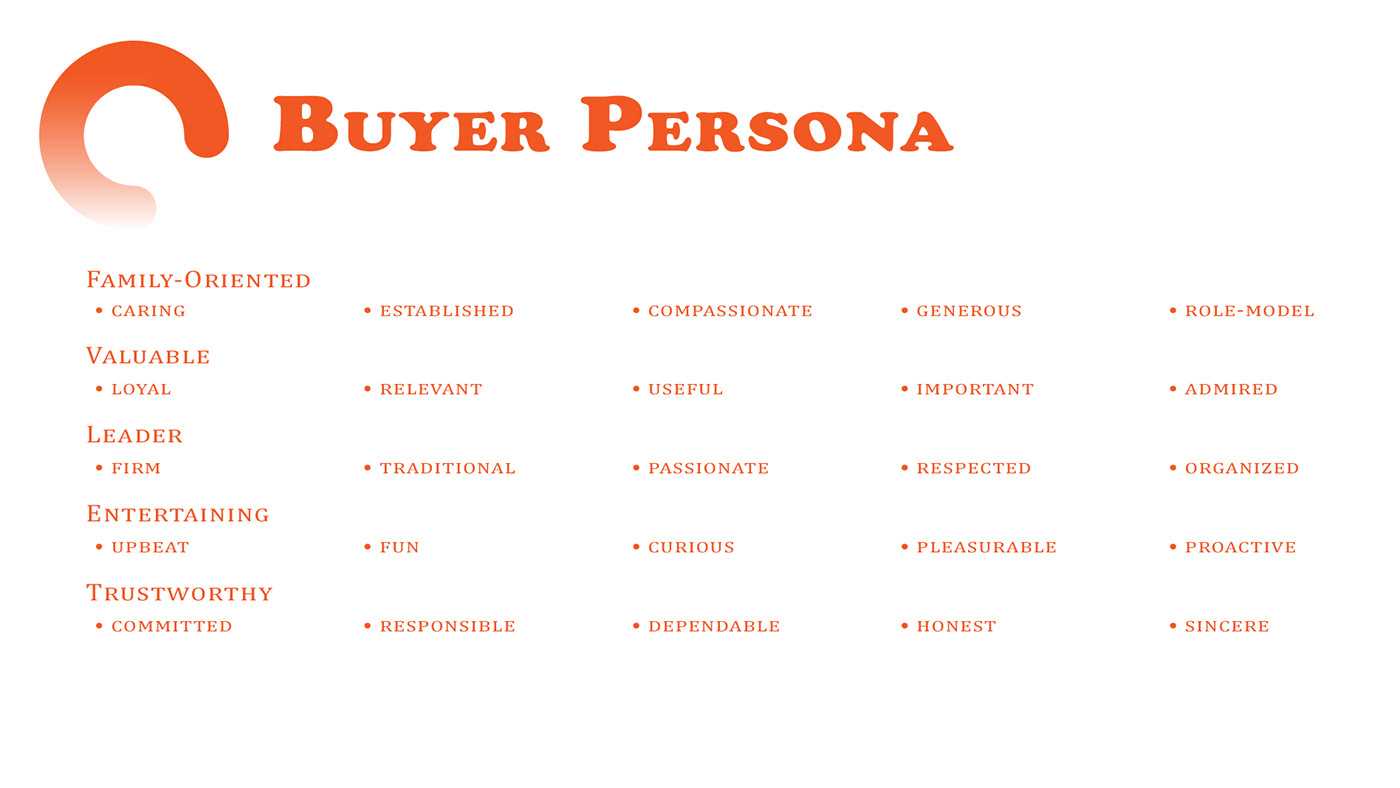 Buyer Persona
Family-Oriented
• caring • established • compassionate • generous • role-model
Valuable
• loyal • relevant • useful • important • admired
Leader
• firm • traditional • passionate • respected • organized
Entertaining
• upbeat • fun • curious • pleasurable • proactive
Trustworthy
• committed • responsible • dependable • honest • sincere